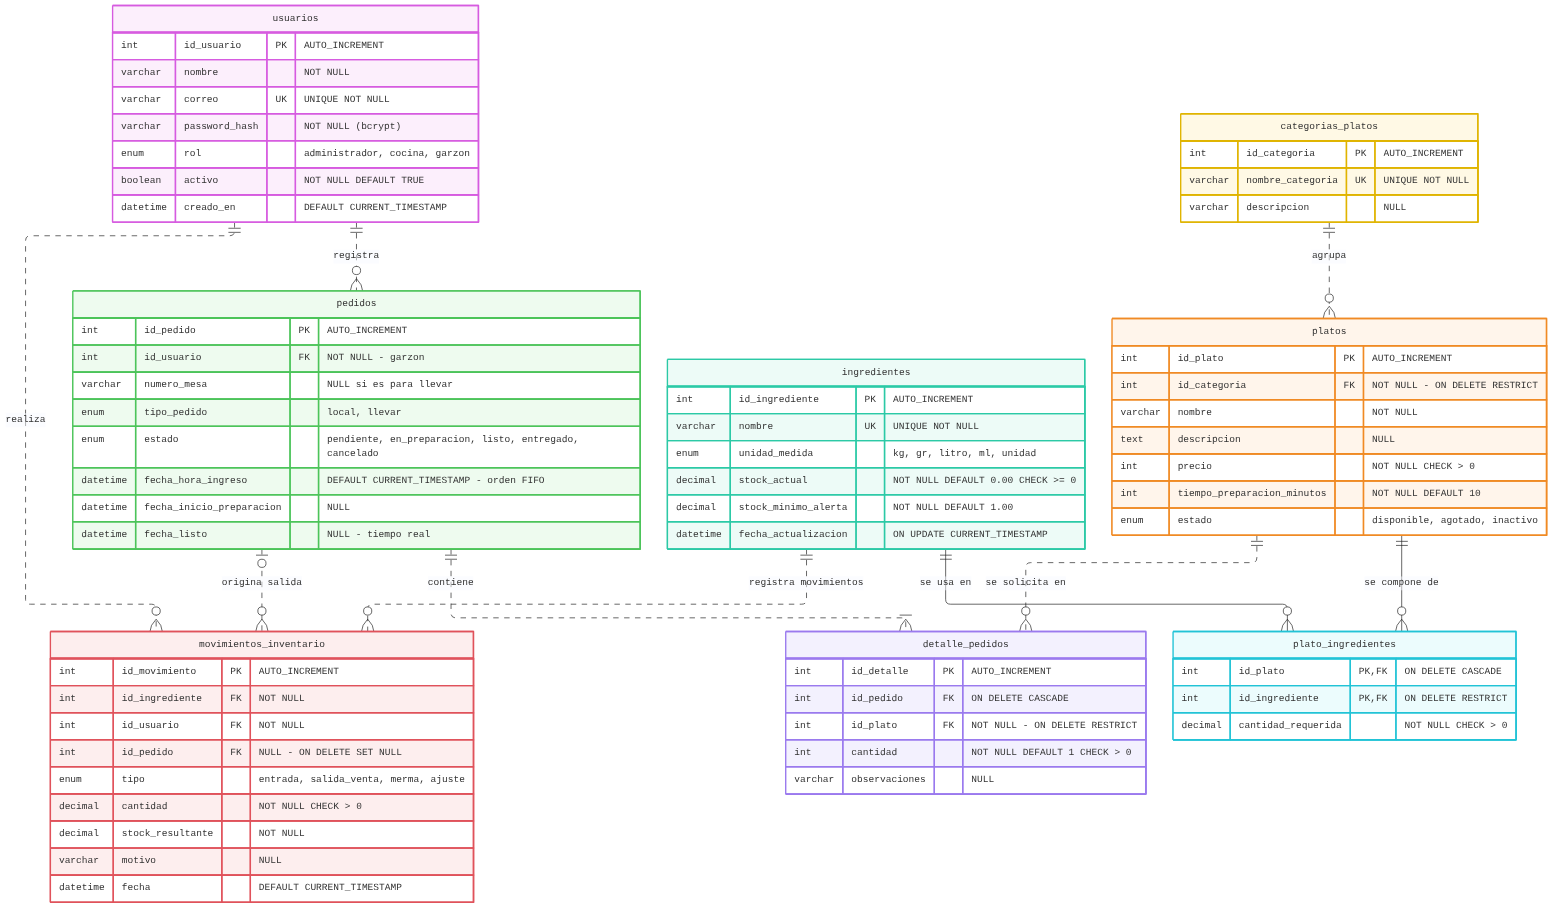 usuarios
int id_usuario PK AUTO_INCREMENT
varchar nombre NOT NULL
varchar correo UK UNIQUE NOT NULL
varchar password_hash NOT NULL (bcrypt)
enum rol administrador, cocina, garzon
boolean activo NOT NULL DEFAULT TRUE
datetime creado_en DEFAULT CURRENT_TIMESTAMP
categorias_platos
int id_categoria PK AUTO_INCREMENT
varchar nombre_categoria UK UNIQUE NOT NULL
varchar descripcion NULL
registra
agrupa
pedidos
int id_pedido PK AUTO_INCREMENT
int id_usuario FK NOT NULL - garzon
varchar numero_mesa NULL si es para llevar
enum tipo_pedido local, llevar
enum estado pendiente, en_preparacion, listo, entregado,
cancelado
datetime fecha_hora_ingreso DEFAULT CURRENT_TIMESTAMP - orden FIFO
datetime fecha_inicio_preparacion NULL
datetime fecha_listo NULL - tiempo real
realiza
ingredientes
int id_ingrediente PK AUTO_INCREMENT
varchar nombre UK UNIQUE NOT NULL
enum unidad_medida kg, gr, litro, ml, unidad
decimal stock_actual NOT NULL DEFAULT 0.00 CHECK >= 0
decimal stock_minimo_alerta NOT NULL DEFAULT 1.00
datetime fecha_actualizacion ON UPDATE CURRENT_TIMESTAMP
platos
int id_plato PK AUTO_INCREMENT
int id_categoria FK NOT NULL - ON DELETE RESTRICT
varchar nombre NOT NULL
text descripcion NULL
int precio NOT NULL CHECK > 0
int tiempo_preparacion_minutos NOT NULL DEFAULT 10
enum estado disponible, agotado, inactivo
origina salida
contiene
registra movimientos
se usa en
se solicita en
se compone de
movimientos_inventario
int id_movimiento PK AUTO_INCREMENT
int id_ingrediente FK NOT NULL
int id_usuario FK NOT NULL
int id_pedido FK NULL - ON DELETE SET NULL
enum tipo entrada, salida_venta, merma, ajuste
decimal cantidad NOT NULL CHECK > 0
decimal stock_resultante NOT NULL
varchar motivo NULL
datetime fecha DEFAULT CURRENT_TIMESTAMP
detalle_pedidos
int id_detalle PK AUTO_INCREMENT
int id_pedido FK ON DELETE CASCADE
int id_plato FK NOT NULL - ON DELETE RESTRICT
int cantidad NOT NULL DEFAULT 1 CHECK > 0
varchar observaciones NULL
plato_ingredientes
int id_plato PK,FK ON DELETE CASCADE
int id_ingrediente PK,FK ON DELETE RESTRICT
decimal cantidad_requerida NOT NULL CHECK > 0